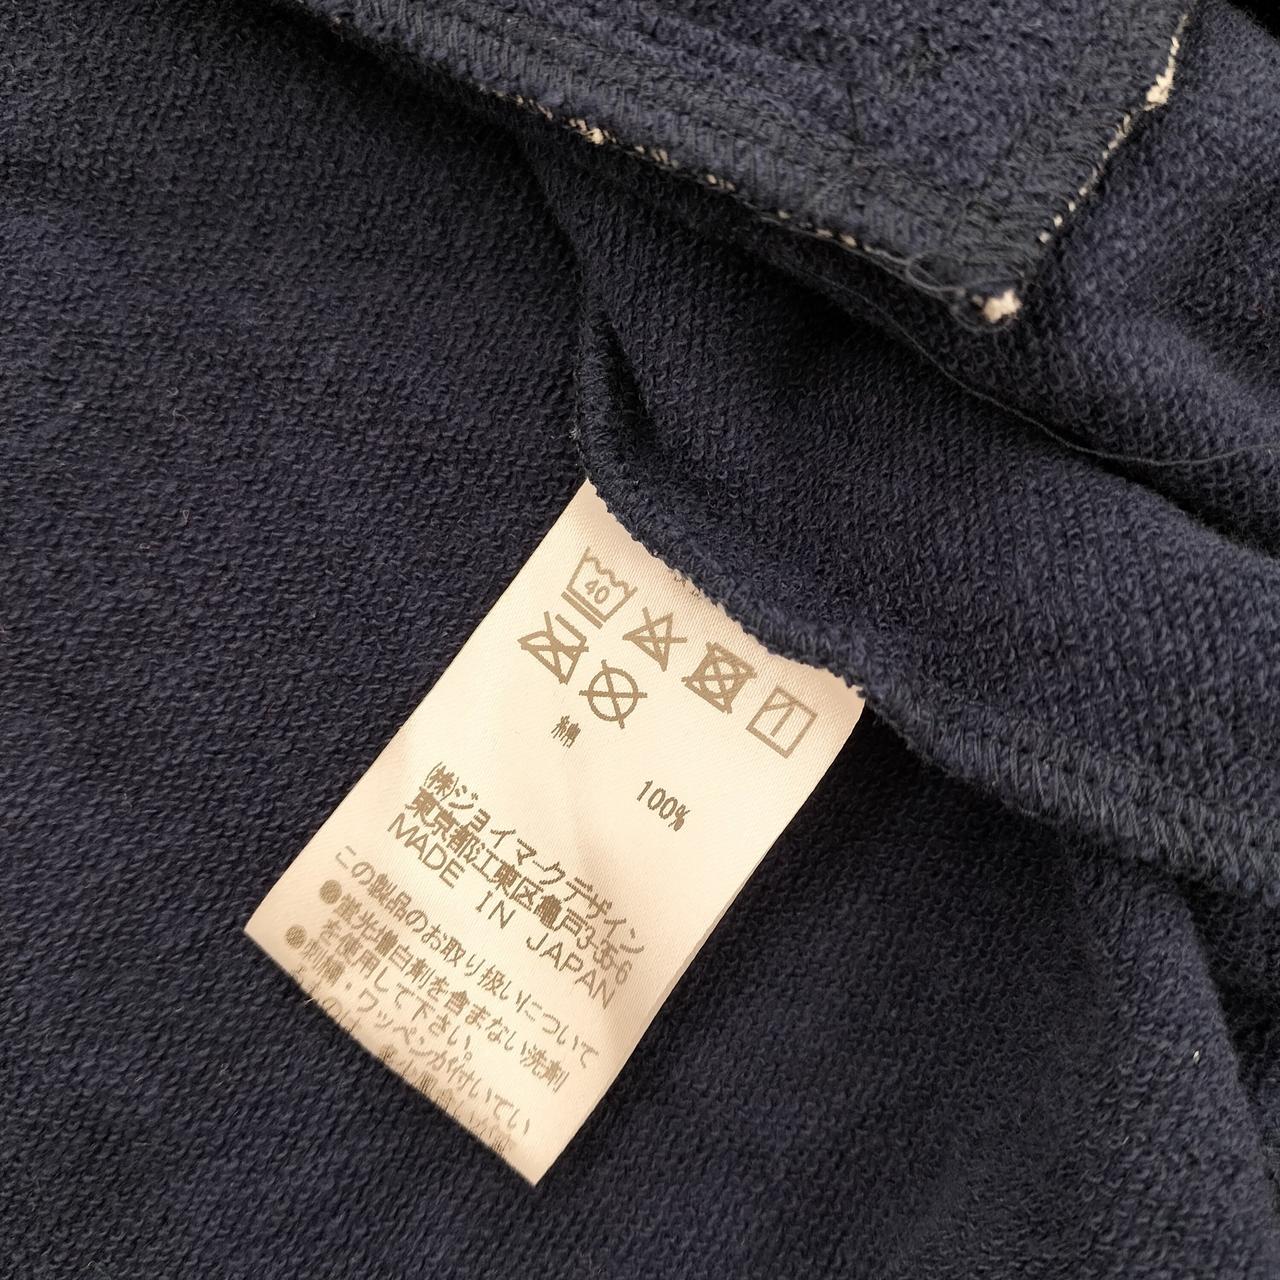 40
綿 100%
(株)ジョイマークデザイン
東京都江東区亀戸3-5-6
MADE IN JAPAN
この製品のお取り扱いについて
●蛍光増白剤を含まない洗剤
を使用して下さい。
●刺繍・ワッペンが付いてい